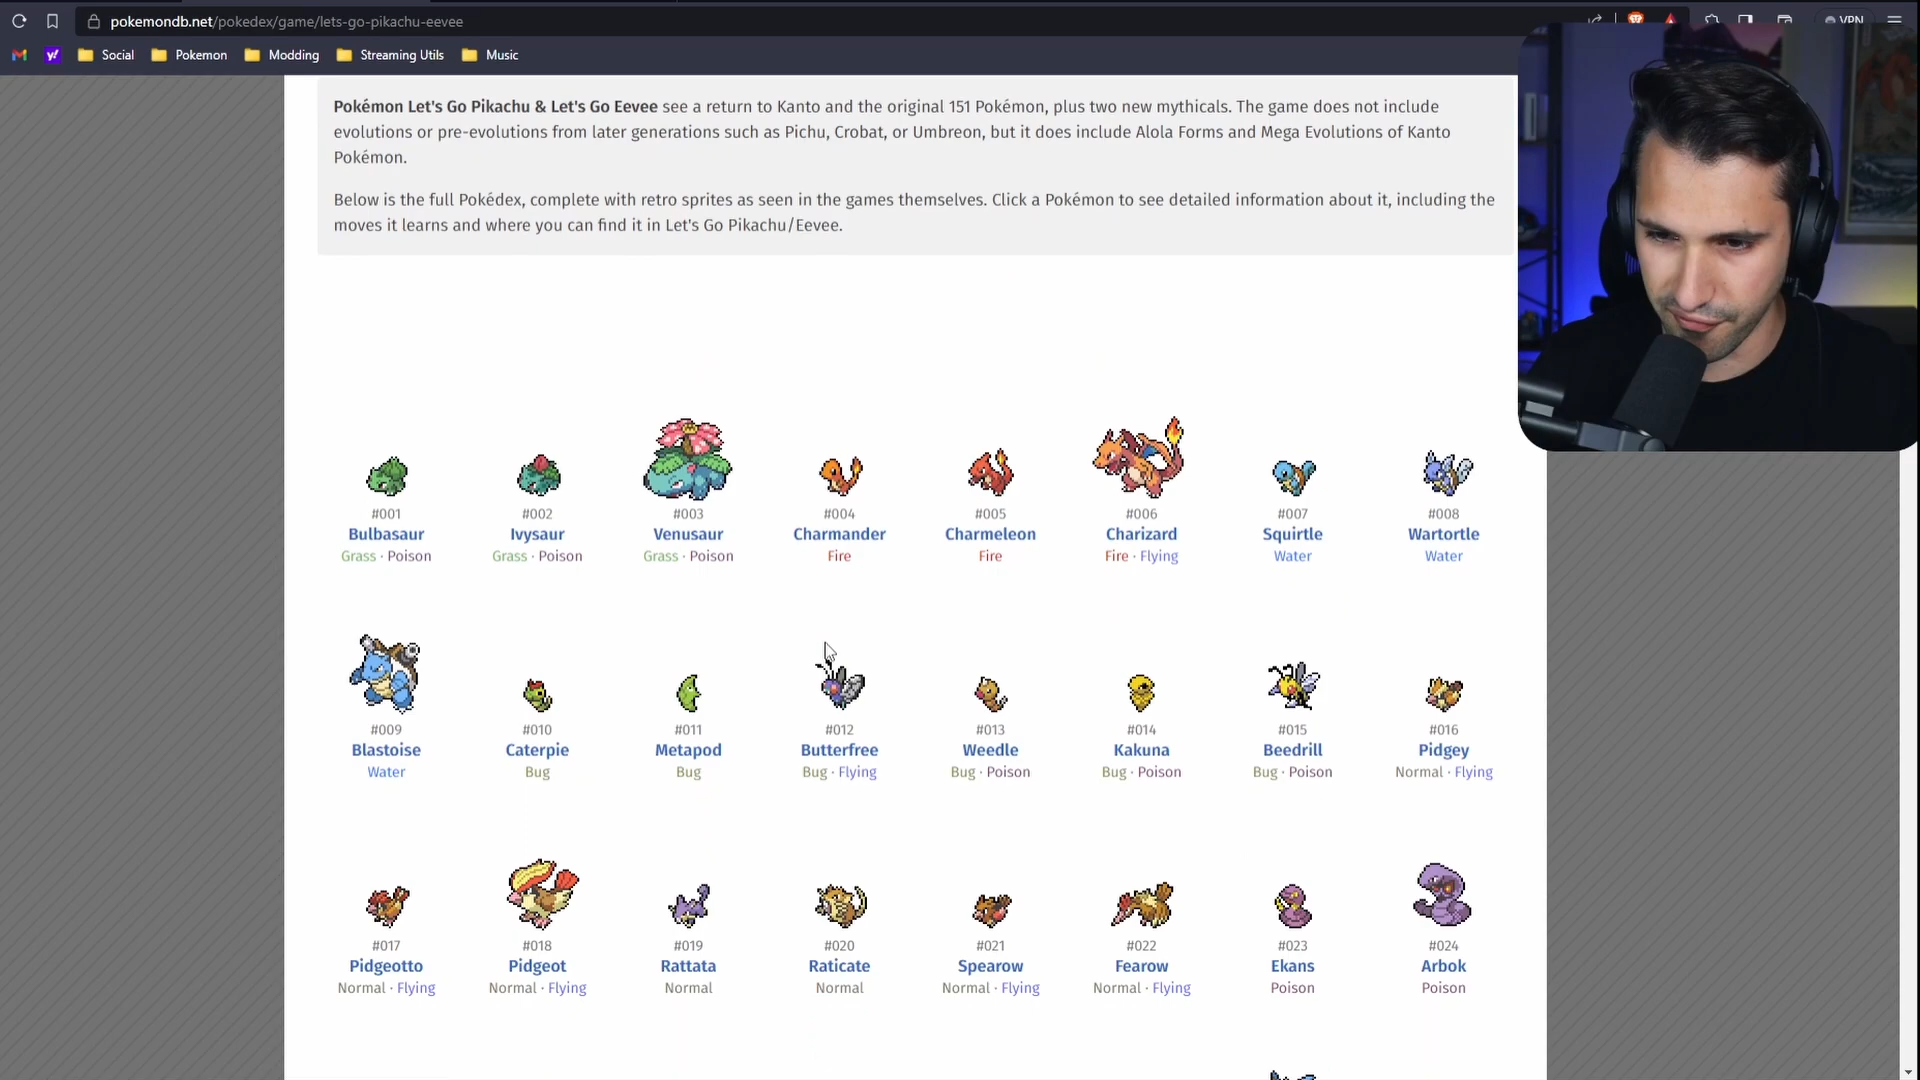 pokemondb.net/pokedex/game/lets-go-pikachu-eevee
VPN
Social Pokemon Modding Streaming Utils Music
Pokémon Let's Go Pikachu & Let's Go Eevee see a return to Kanto and the original 151 Pokémon, plus two new mythicals. The game does not include
evolutions or pre-evolutions from later generations such as Pichu, Crobat, or Umbreon, but it does include Alola Forms and Mega Evolutions of Kanto
Pokémon.
Below is the full Pokédex, complete with retro sprites as seen in the games themselves. Click a Pokémon to see detailed information about it, including the
moves it learns and where you can find it in Let's Go Pikachu/Eevee.
#001 #002 #003 #004 #005 #006 #007 #008
Bulbasaur Ivysaur Venusaur Charmander Charmeleon Charizard Squirtle Wartortle
Grass · Poison Grass · Poison Grass · Poison Fire Fire Fire · Flying Water Water
#009 #010 #011 #012 #013 #014 #015 #016
Blastoise Caterpie Metapod Butterfree Weedle Kakuna Beedrill Pidgey
Water Bug Bug Bug · Flying Bug · Poison Bug · Poison Bug · Poison Normal · Flying
#017 #018 #019 #020 #021 #022 #023 #024
Pidgeotto Pidgeot Rattata Raticate Spearow Fearow Ekans Arbok
Normal · Flying Normal · Flying Normal Normal Normal · Flying Normal · Flying Poison Poison